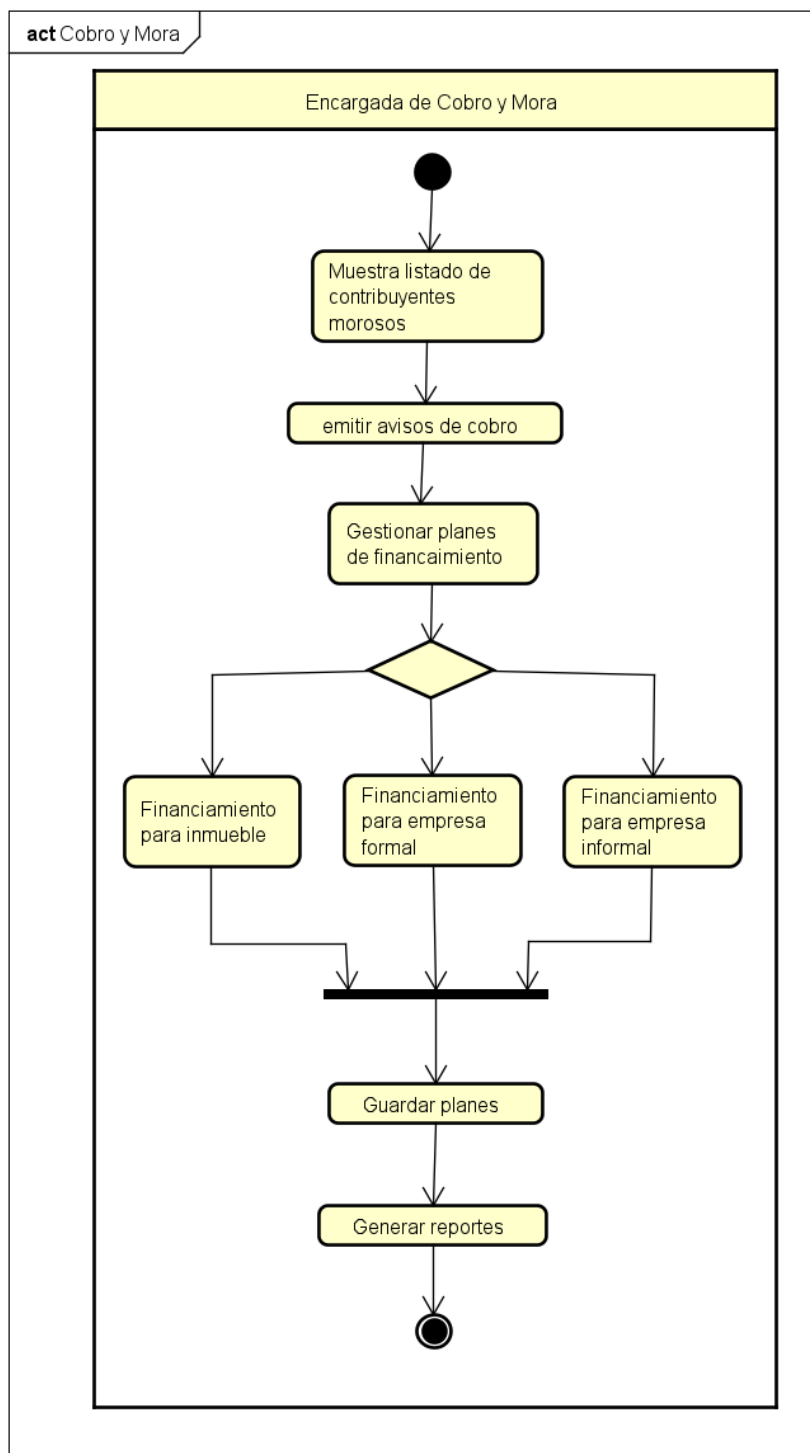 act Cobro y Mora
Encargada de Cobro y Mora
Muestra listado de
contribuyentes
morosos
emitir avisos de cobro
Gestionar planes
de financaimiento
Financiamiento
para inmueble
Financiamiento
para empresa
formal
Financiamiento
para empresa
informal
Guardar planes
Generar reportes